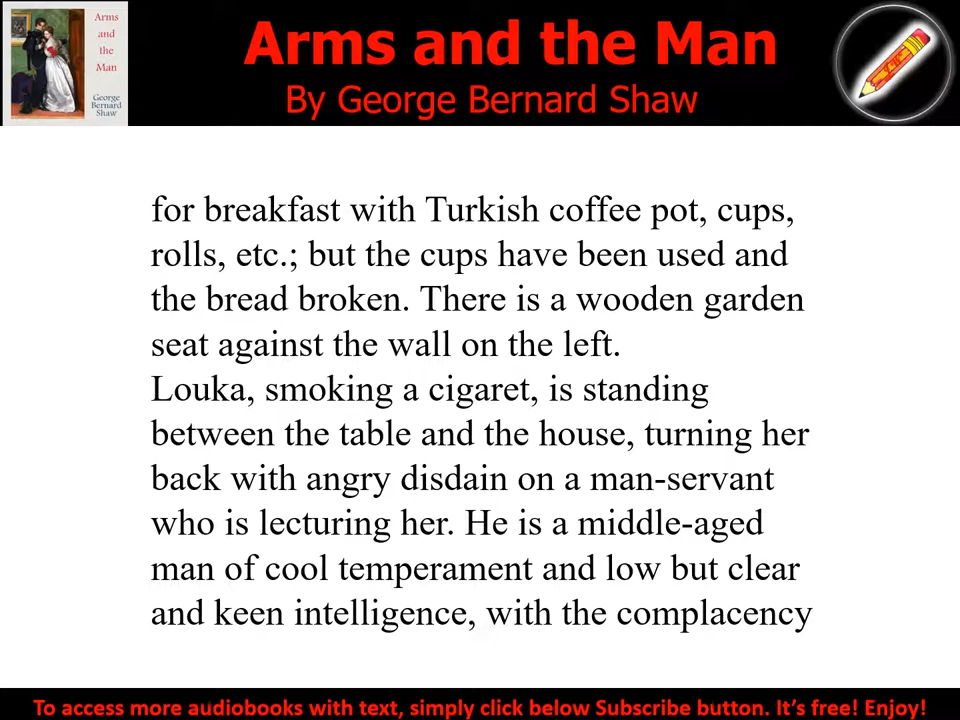 Arms
and
the
Man
George
Bernard
Shaw
Arms and the Man
By George Bernard Shaw
for breakfast with Turkish coffee pot, cups,
rolls, etc.; but the cups have been used and
the bread broken. There is a wooden garden
seat against the wall on the left.
Louka, smoking a cigaret, is standing
between the table and the house, turning her
back with angry disdain on a man-servant
who is lecturing her. He is a middle-aged
man of cool temperament and low but clear
and keen intelligence, with the complacency
To access more audiobooks with text, simply click below Subscribe button. It's free! Enjoy!